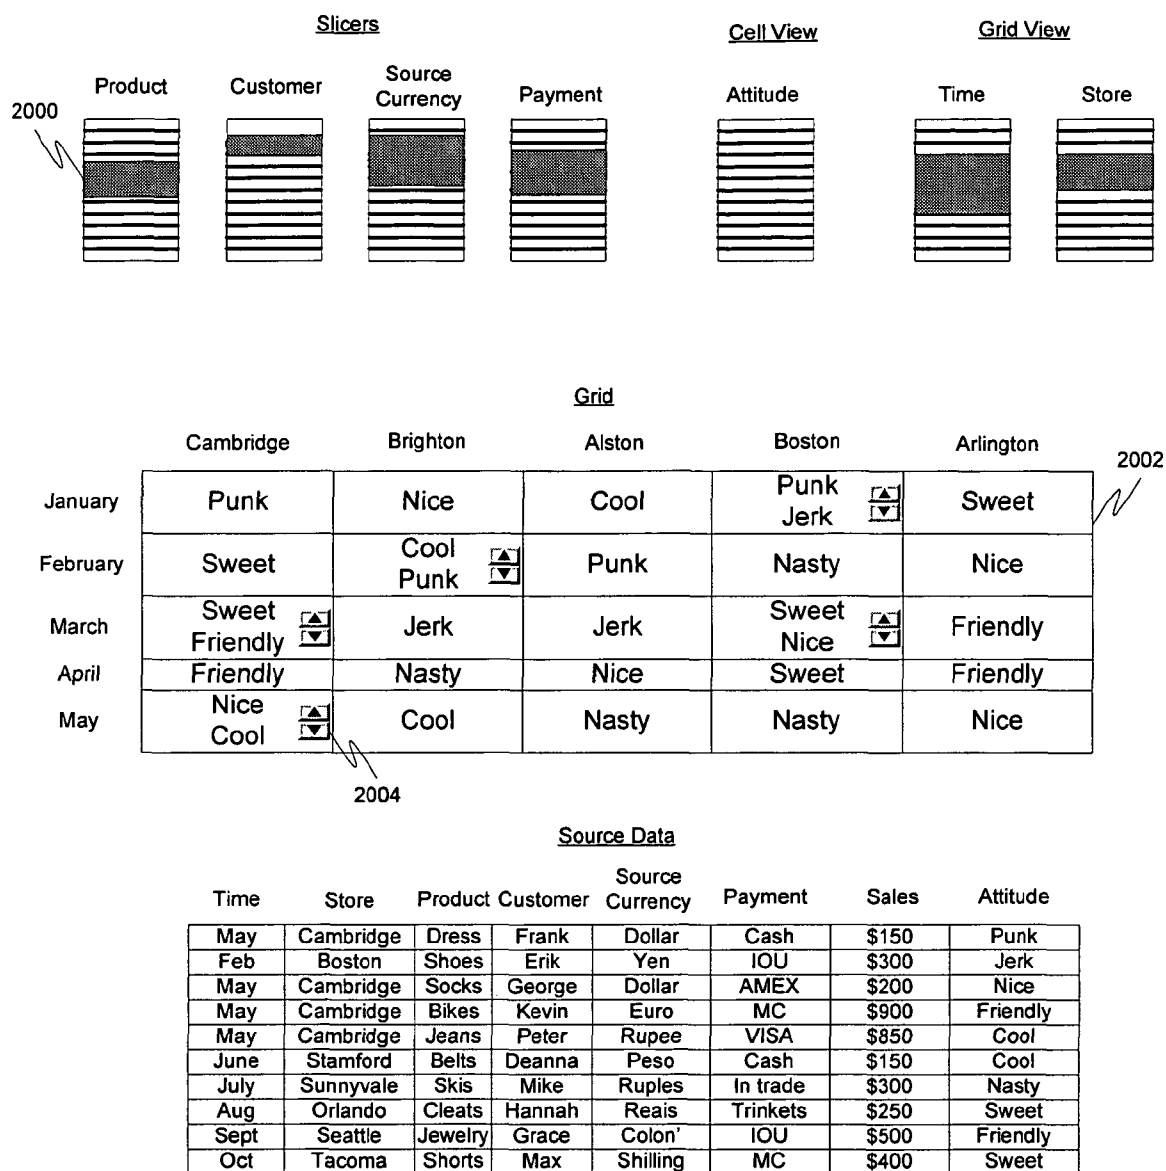 Slicers Cell View Grid View
Product Customer Source Currency Payment Attitude Time Store
2000
Grid
Cambridge Brighton Alston Boston Arlington
2002
January Punk Nice Cool Punk Jerk Sweet
February Sweet Cool Punk Punk Nasty Nice
March Sweet Friendly Jerk Jerk Sweet Nice Friendly
April Friendly Nasty Nice Sweet Friendly
May Nice Cool Cool Nasty Nasty Nice
2004
Source Data
Time Store Product Customer Source Currency Payment Sales Attitude
May Cambridge Dress Frank Dollar Cash $150 Punk
Feb Boston Shoes Erik Yen IOU $300 Jerk
May Cambridge Socks George Dollar AMEX $200 Nice
May Cambridge Bikes Kevin Euro MC $900 Friendly
May Cambridge Jeans Peter Rupee VISA $850 Cool
June Stamford Belts Deanna Peso Cash $150 Cool
July Sunnyvale Skis Mike Ruples In trade $300 Nasty
Aug Orlando Cleats Hannah Reais Trinkets $250 Sweet
Sept Seattle Jewelry Grace Colon' IOU $500 Friendly
Oct Tacoma Shorts Max Shilling MC $400 Sweet